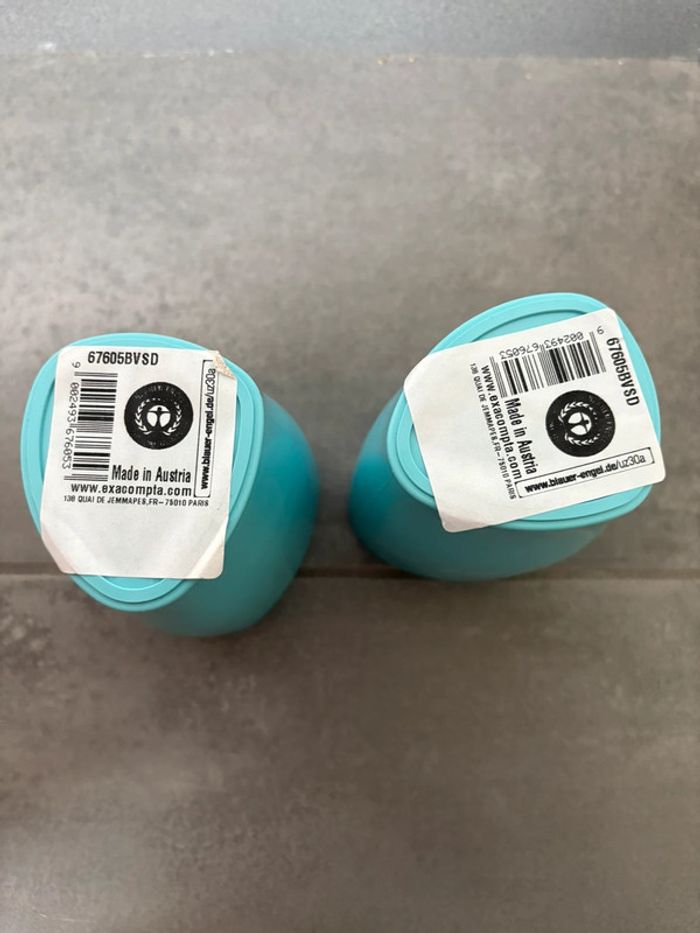 67605BVSD
9 002493 676053
www.blauer-engel.de/uz30a
Made in Austria
www.exacompta.com
138 QUAI DE JEMMAPES,FR-75010 PARIS
67605BVSD
9 002493 676053
www.blauer-engel.de/uz30a
Made in Austria
www.exacompta.com
138 QUAI DE JEMMAPES,FR-75010 PARIS